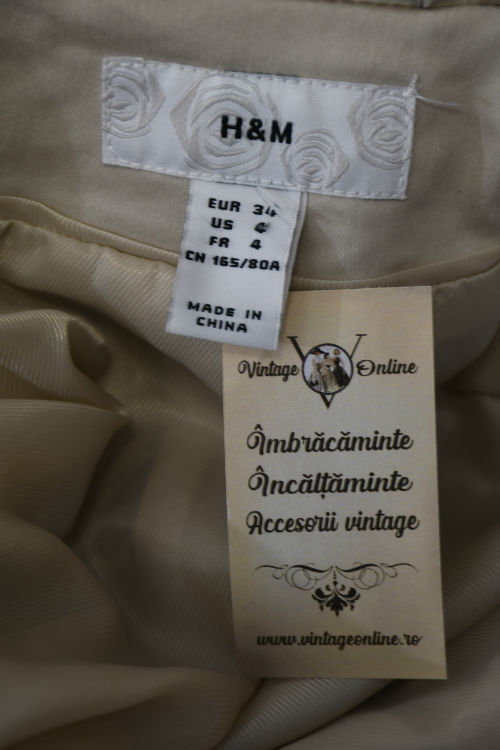 H&M
EUR 34
US 4
FR 4
CN 165/80A
MADE IN
CHINA
V
Vintage Online
Îmbrăcăminte
Încălțăminte
Accesorii vintage
www.vintageonline.ro